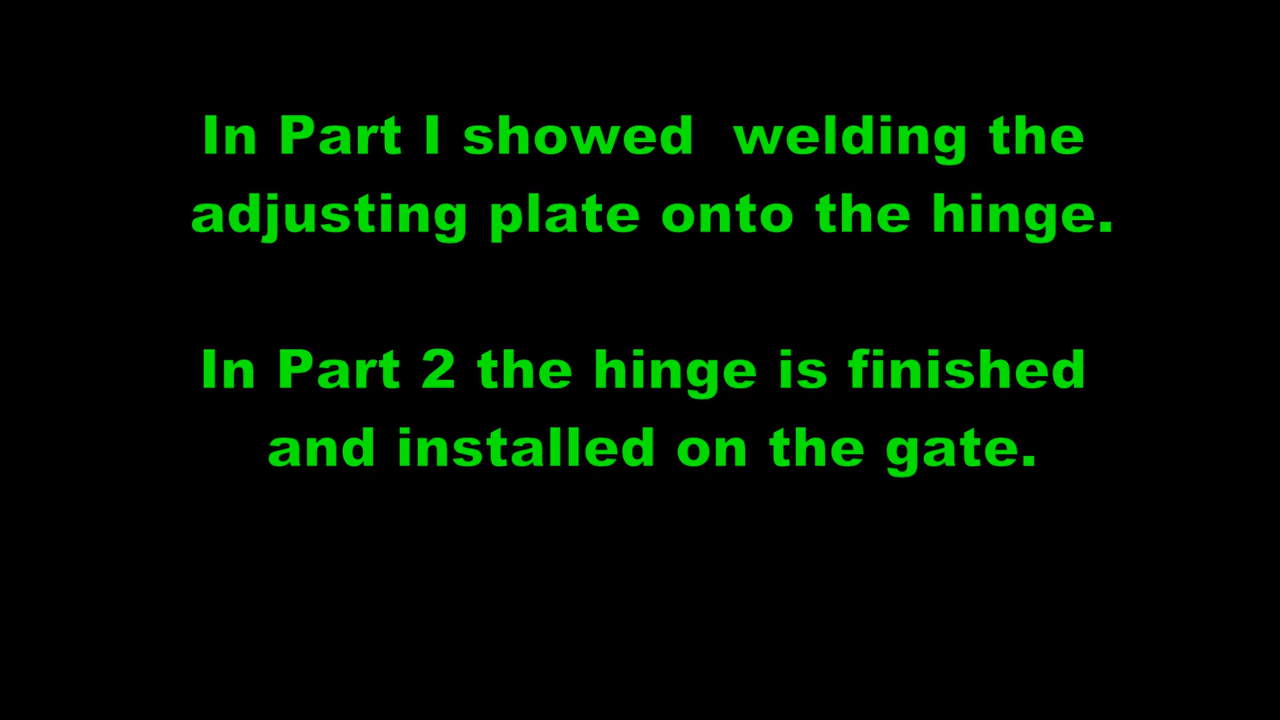 In Part I showed  welding the
adjusting plate onto the hinge.
In Part 2 the hinge is finished
and installed on the gate.